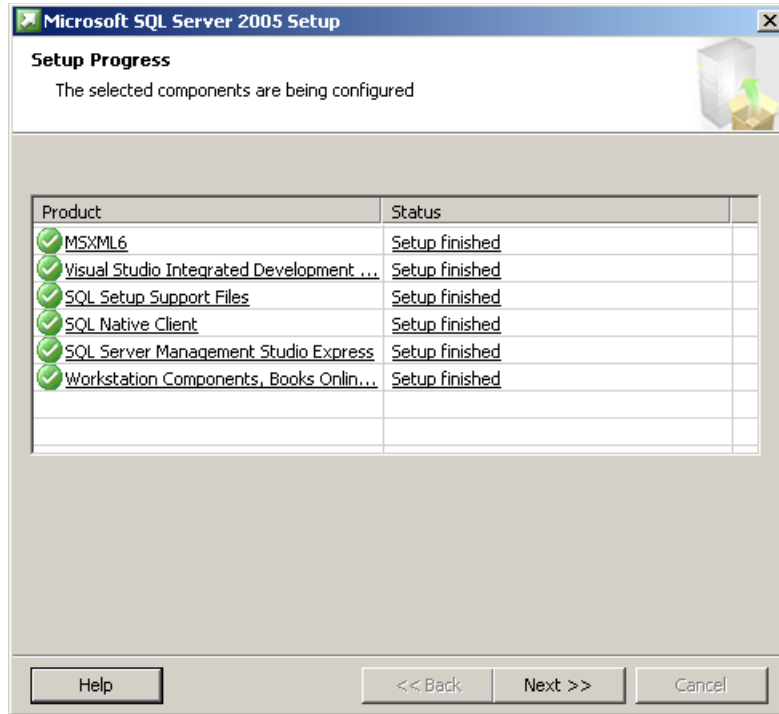 Microsoft SQL Server 2005 Setup
Setup Progress
The selected components are being configured
Product Status
MSXML6 Setup finished
Visual Studio Integrated Development ... Setup finished
SQL Setup Support Files Setup finished
SQL Native Client Setup finished
SQL Server Management Studio Express Setup finished
Workstation Components, Books Onlin... Setup finished
Help << Back Next >> Cancel